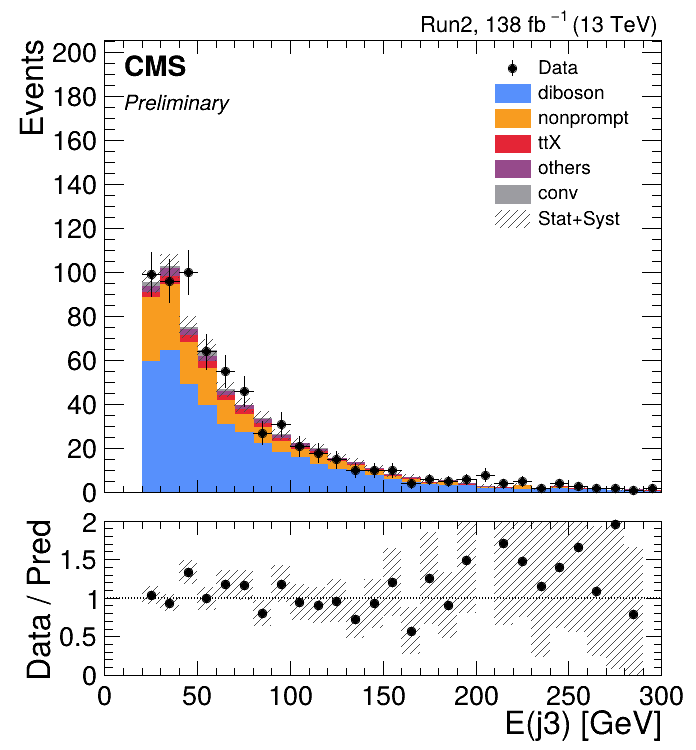 Run2, 138 fb⁻¹ (13 TeV)
Events
200
180
160
140
120
100
80
60
40
20
0
CMS
Preliminary
Data
diboson
nonprompt
ttX
others
conv
Stat+Syst
Data / Pred
2
1.5
1
0.5
0
0 50 100 150 200 250 300
E(j3) [GeV]